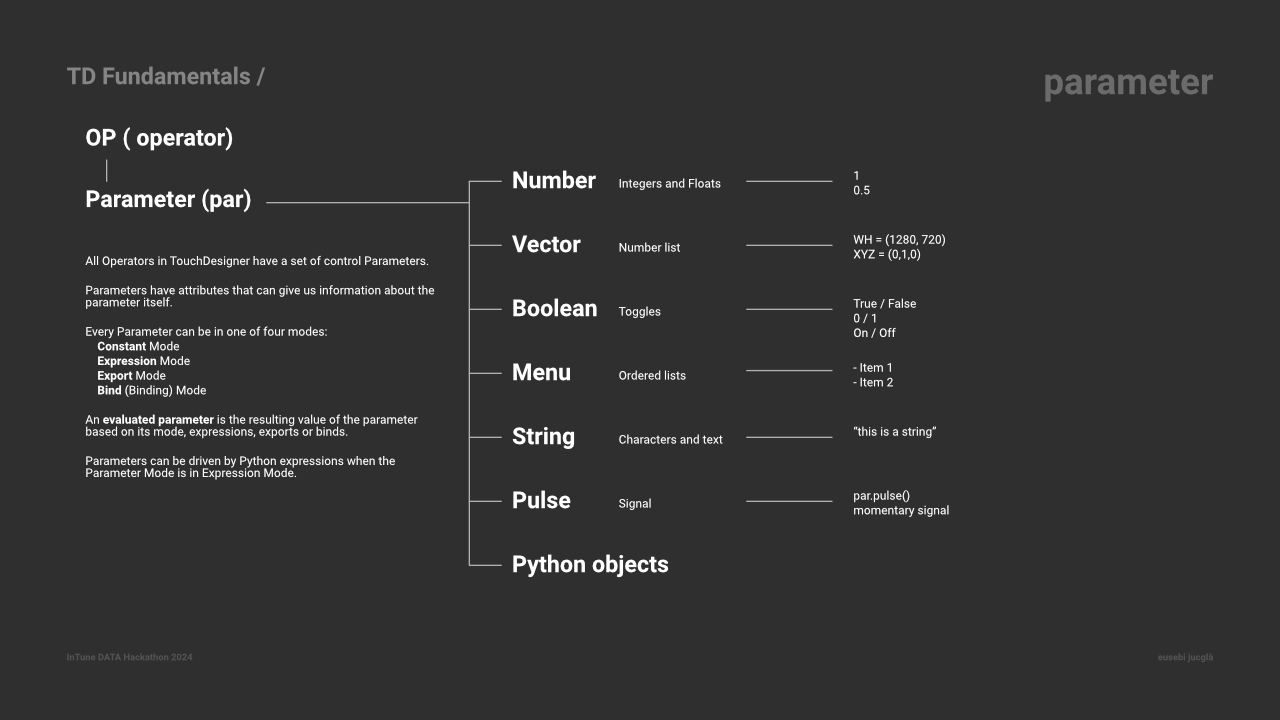 TD Fundamentals /
parameter
OP ( operator)
Parameter (par)
All Operators in TouchDesigner have a set of control Parameters.
Parameters have attributes that can give us information about the
parameter itself.
Every Parameter can be in one of four modes:
Constant Mode
Expression Mode
Export Mode
Bind (Binding) Mode
An evaluated parameter is the resulting value of the parameter
based on its mode, expressions, exports or binds.
Parameters can be driven by Python expressions when the
Parameter Mode is in Expression Mode.
Number Integers and Floats
1
0.5
Vector Number list
WH = (1280, 720)
XYZ = (0,1,0)
Boolean Toggles
True / False
0 / 1
On / Off
Menu Ordered lists
- Item 1
- Item 2
String Characters and text
"this is a string"
Pulse Signal
par.pulse()
momentary signal
Python objects
InTune DATA Hackathon 2024
eusebi jucglà